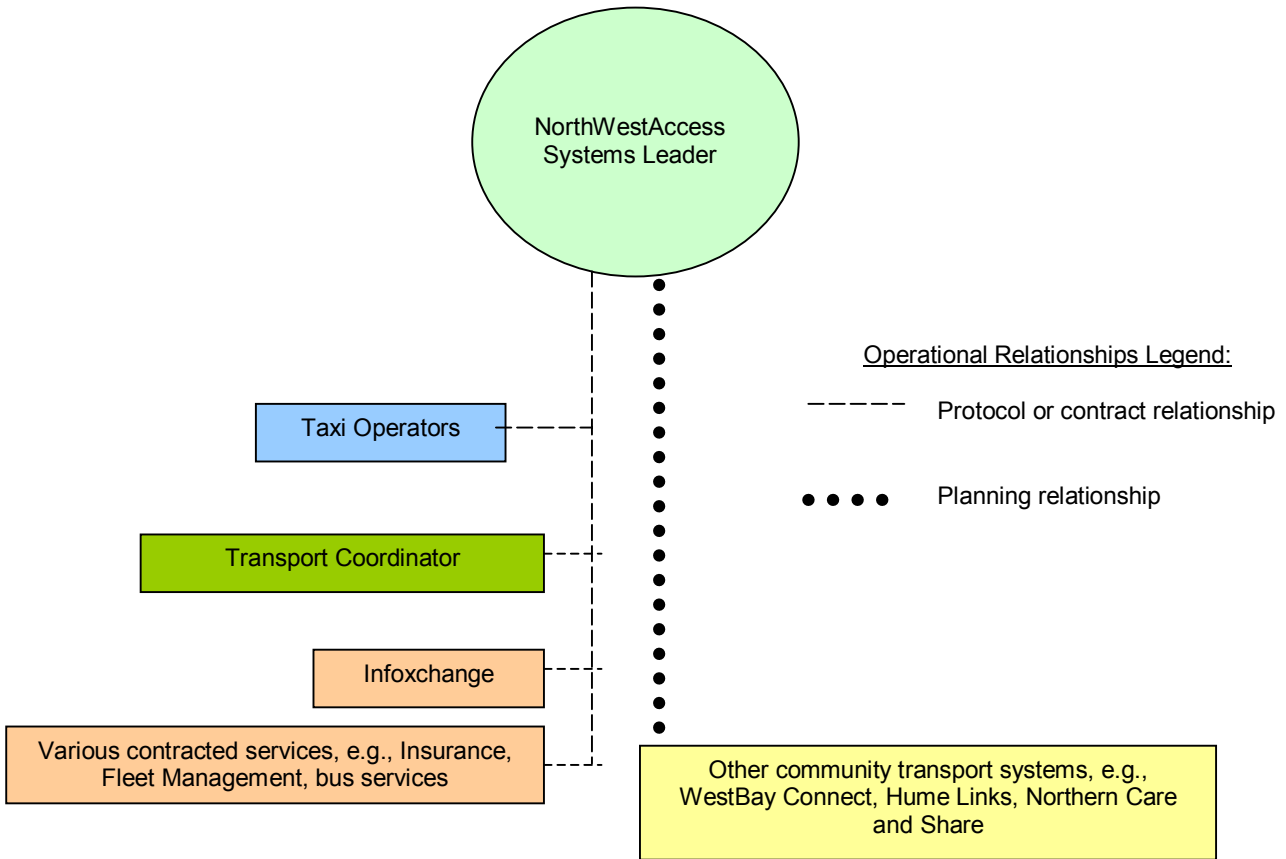 NorthWestAccess
Systems Leader
Operational Relationships Legend:
Protocol or contract relationship
Taxi Operators
Planning relationship
Transport Coordinator
Infoxchange
Various contracted services, e.g., Insurance,
Fleet Management, bus services
Other community transport systems, e.g.,
WestBay Connect, Hume Links, Northern Care
and Share